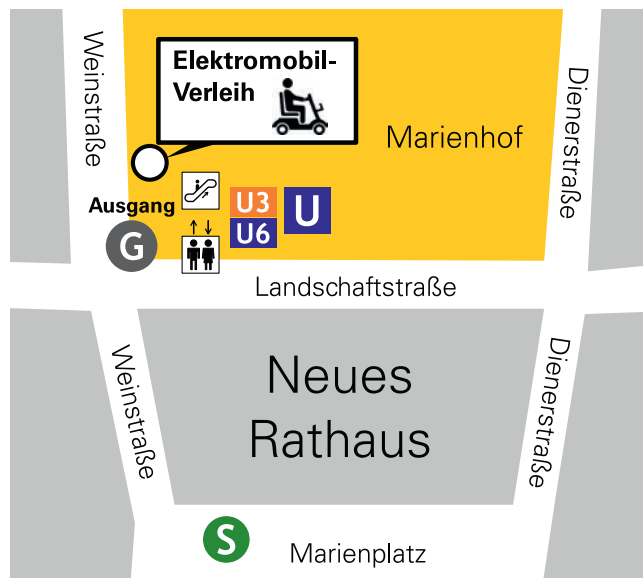 Weinstraße
Elektromobil-
Verleih
Marienhof
Dienerstraße
Ausgang
G
U3
U6
U
Landschaftstraße
Weinstraße
Neues
Rathaus
Dienerstraße
S
Marienplatz